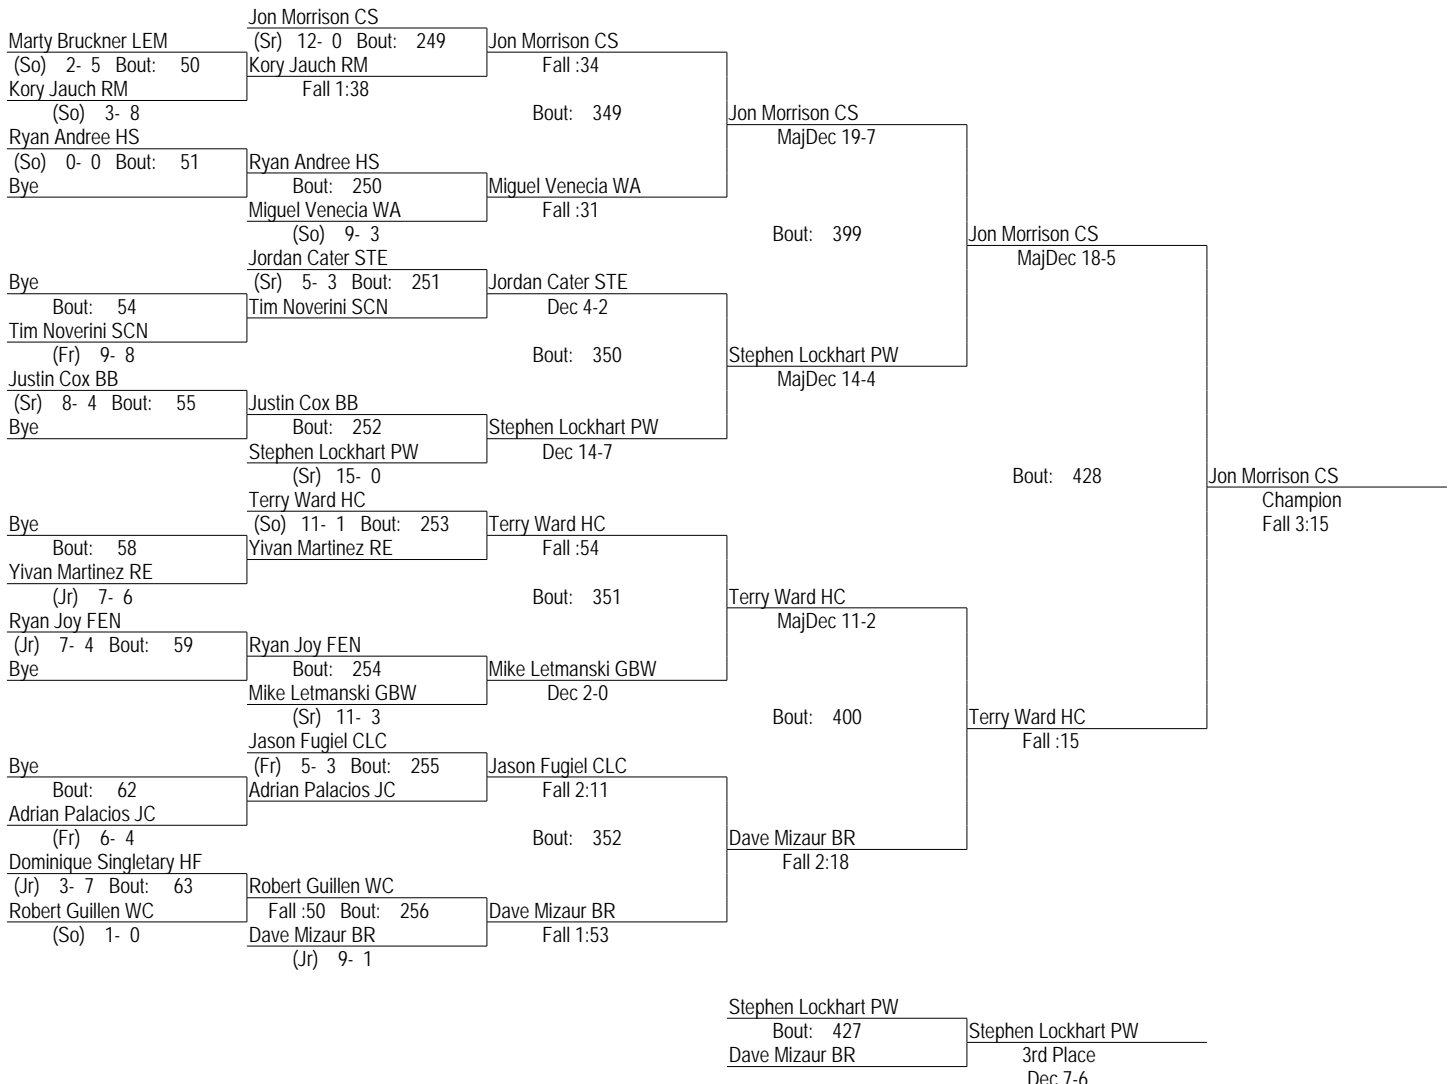 Jon Morrison CS
Marty Bruckner LEM
(Sr) 12- 0 Bout: 249
Jon Morrison CS
(So) 2- 5 Bout: 50
Kory Jauch RM
Fall :34
Kory Jauch RM
Fall 1:38
(So) 3- 8
Bout: 349
Jon Morrison CS
Ryan Andree HS
MajDec 19-7
(So) 0- 0 Bout: 51
Ryan Andree HS
Bye
Bout: 250
Miguel Venecia WA
Miguel Venecia WA
Fall :31
(So) 9- 3
Bout: 399
Jon Morrison CS
Jordan Cater STE
MajDec 18-5
Bye
(Sr) 5- 3 Bout: 251
Jordan Cater STE
Bout: 54
Tim Noverini SCN
Dec 4-2
Tim Noverini SCN
(Fr) 9- 8
Bout: 350
Stephen Lockhart PW
Justin Cox BB
MajDec 14-4
(Sr) 8- 4 Bout: 55
Justin Cox BB
Bye
Bout: 252
Stephen Lockhart PW
Stephen Lockhart PW
Dec 14-7
(Sr) 15- 0
Bout: 428
Jon Morrison CS
Terry Ward HC
Champion
Bye
(So) 11- 1 Bout: 253
Terry Ward HC
Fall 3:15
Bout: 58
Yivan Martinez RE
Fall :54
Yivan Martinez RE
(Jr) 7- 6
Bout: 351
Terry Ward HC
Ryan Joy FEN
MajDec 11-2
(Jr) 7- 4 Bout: 59
Ryan Joy FEN
Bye
Bout: 254
Mike Letmanski GBW
Mike Letmanski GBW
Dec 2-0
(Sr) 11- 3
Bout: 400
Terry Ward HC
Jason Fugiel CLC
Fall :15
Bye
(Fr) 5- 3 Bout: 255
Jason Fugiel CLC
Bout: 62
Adrian Palacios JC
Fall 2:11
Adrian Palacios JC
(Fr) 6- 4
Bout: 352
Dave Mizaur BR
Dominique Singletary HF
Fall 2:18
(Jr) 3- 7 Bout: 63
Robert Guillen WC
Robert Guillen WC
Fall :50 Bout: 256
Dave Mizaur BR
(So) 1- 0
Dave Mizaur BR
Fall 1:53
(Jr) 9- 1
Stephen Lockhart PW
Bout: 427
Stephen Lockhart PW
Dave Mizaur BR
3rd Place
Dec 7-6